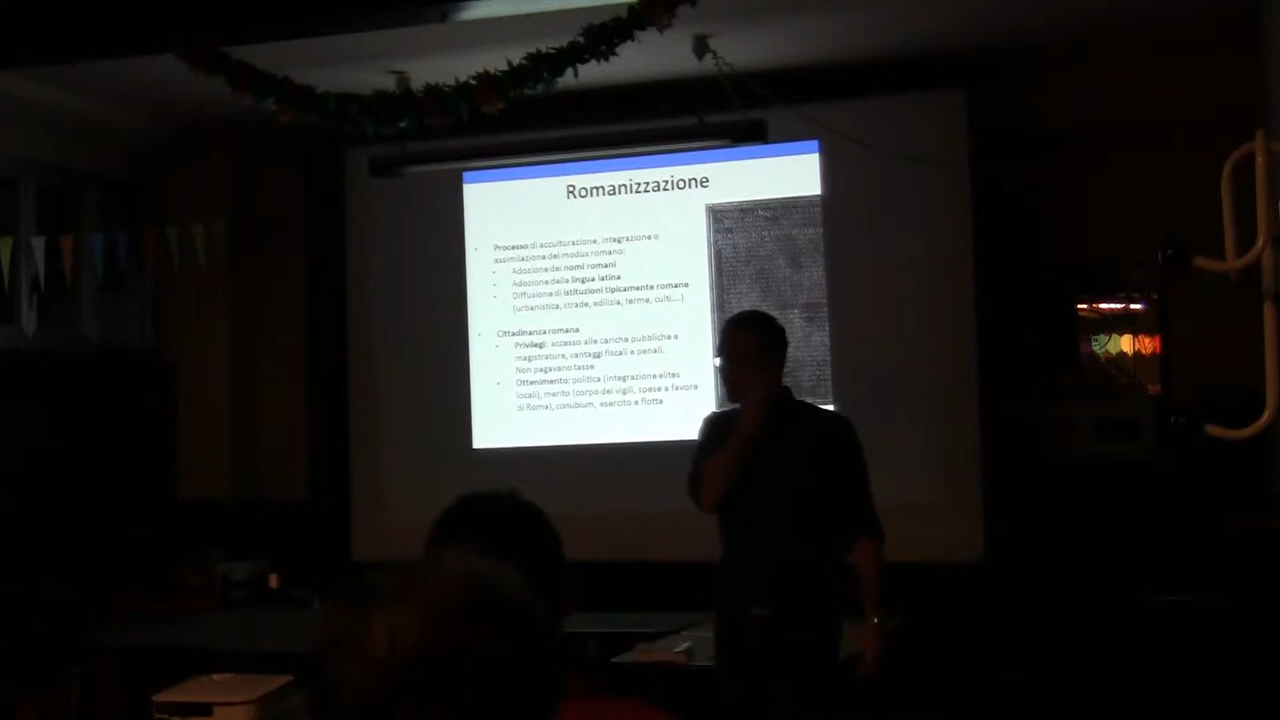 Romanizzazione
Processo di acculturazione, integrazione o
assimilazione del modus romano:
Adozione dei nomi romani
Adozione della lingua latina
Diffusione di istituzioni tipicamente romane
(urbanistica, strade, edilizia, terme, culti….)
Cittadinanza romana
Privilegi: accesso alle cariche pubbliche e
magistrature, vantaggi fiscali e penali.
Non pagavano tasse
Ottenimento: politica (integrazione elites
locali), merito (corpo dei vigili, spese a favore
di Roma), conubium, esercito e flotta